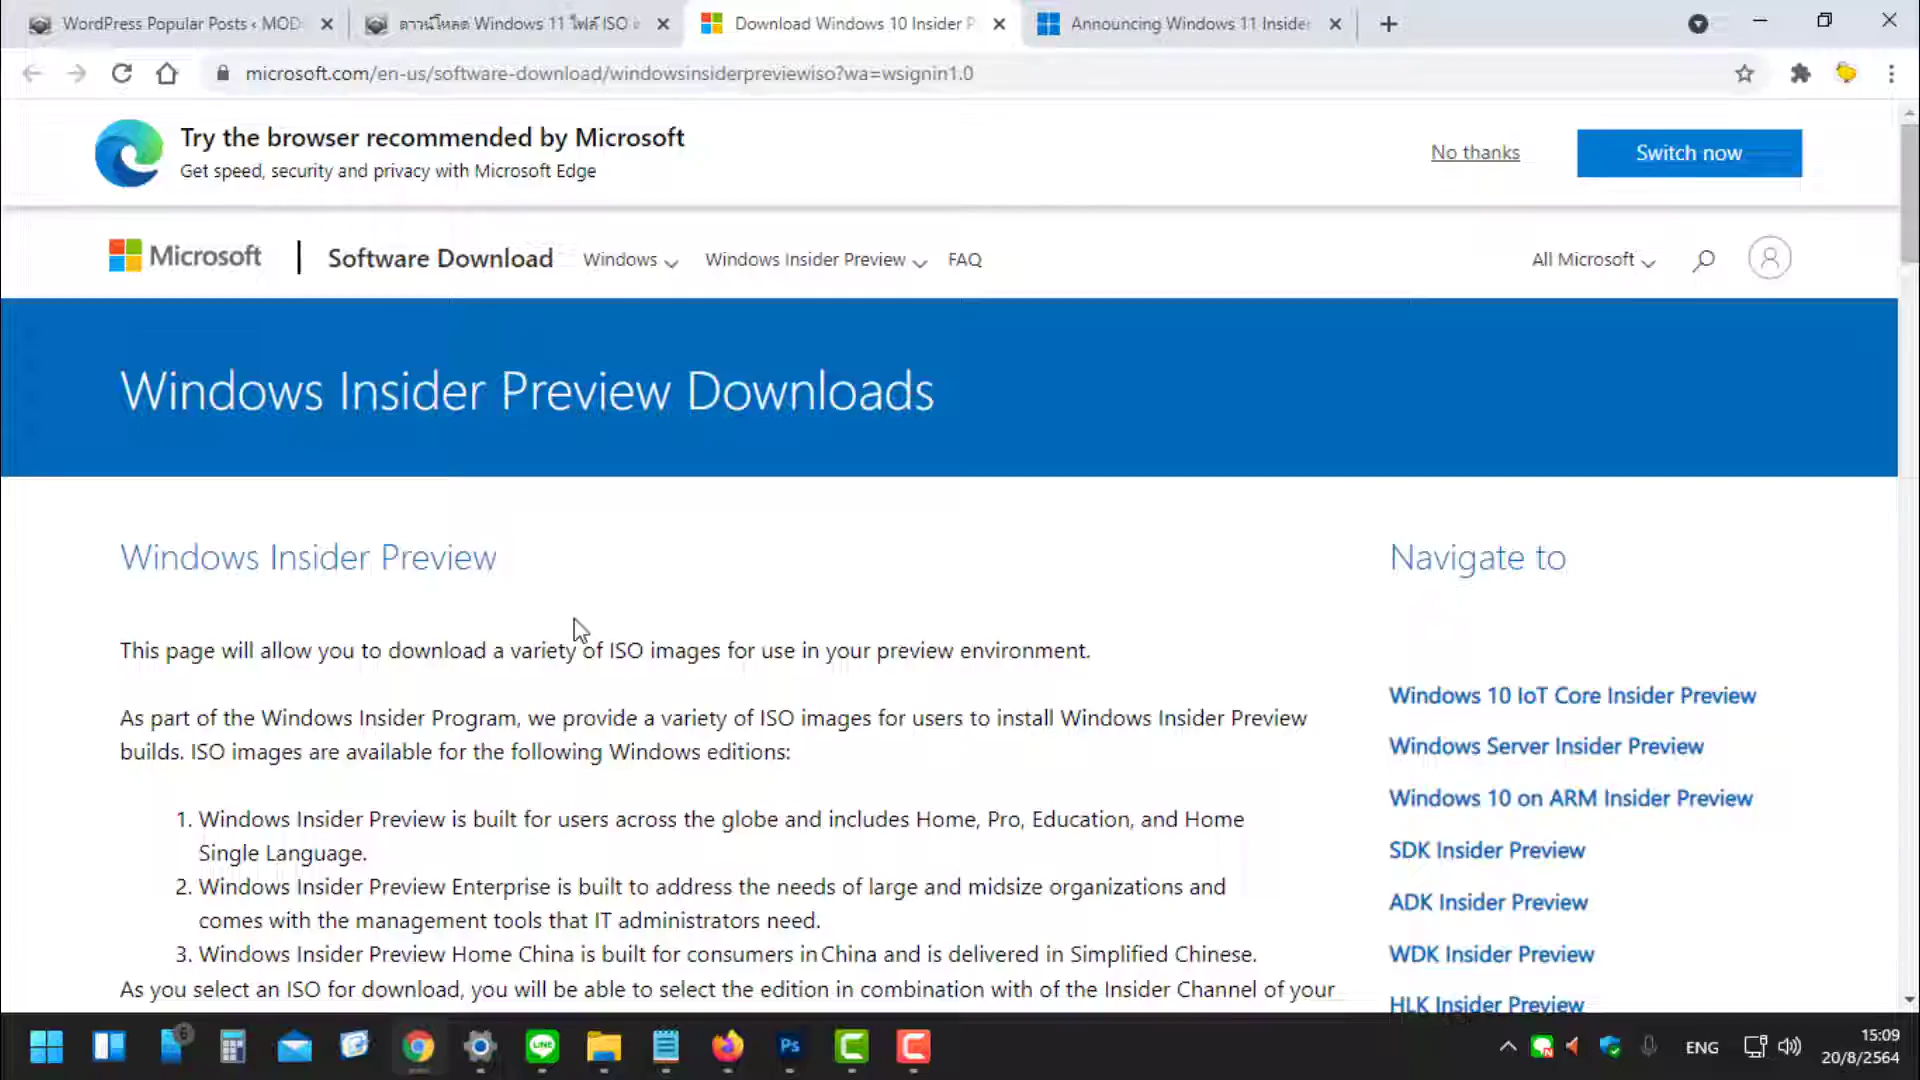 WordPress Popular Posts ‹ MOD
ดาวน์โหลด Windows 11 ไฟล์ ISO
Download Windows 10 Insider P
Announcing Windows 11 Inside
microsoft.com/en-us/software-download/windowsinsiderpreviewiso?wa=wsignin1.0
Try the browser recommended by Microsoft
Get speed, security and privacy with Microsoft Edge
No thanks
Switch now
Microsoft
Software Download
Windows
Windows Insider Preview
FAQ
All Microsoft
Windows Insider Preview Downloads
Windows Insider Preview
This page will allow you to download a variety of ISO images for use in your preview environment.
As part of the Windows Insider Program, we provide a variety of ISO images for users to install Windows Insider Preview
builds. ISO images are available for the following Windows editions:
1. Windows Insider Preview is built for users across the globe and includes Home, Pro, Education, and Home
Single Language.
2. Windows Insider Preview Enterprise is built to address the needs of large and midsize organizations and
comes with the management tools that IT administrators need.
3. Windows Insider Preview Home China is built for consumers in China and is delivered in Simplified Chinese.
As you select an ISO for download, you will be able to select the edition in combination with of the Insider Channel of your
Navigate to
Windows 10 IoT Core Insider Preview
Windows Server Insider Preview
Windows 10 on ARM Insider Preview
SDK Insider Preview
ADK Insider Preview
WDK Insider Preview
HLK Insider Preview
6
LINE
Ps
ENG
15:09
20/8/2564